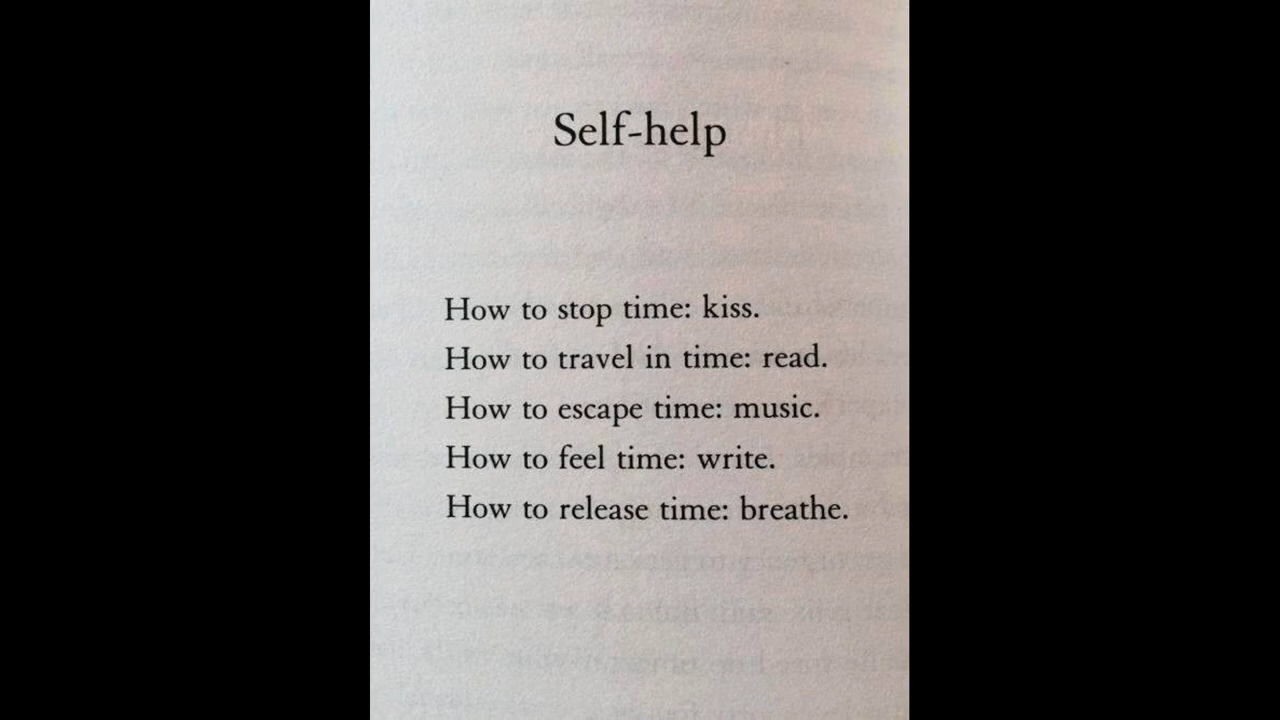 Self-help
How to stop time: kiss.
How to travel in time: read.
How to escape time: music.
How to feel time: write.
How to release time: breathe.